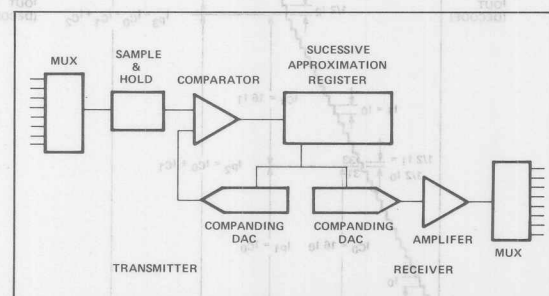 MUX
SAMPLE
&
HOLD
COMPARATOR
SUCESSIVE
APPROXIMATION
REGISTER
COMPANDING
DAC
COMPANDING
DAC
AMPLIFER
MUX
TRANSMITTER
RECEIVER